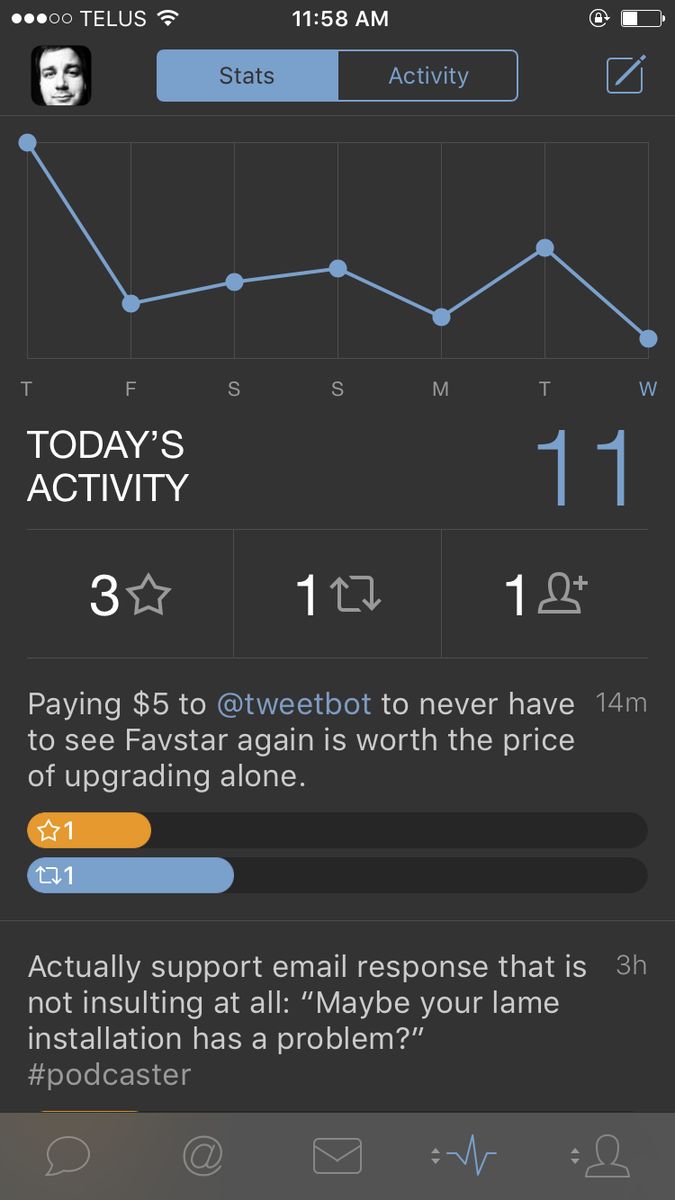 TELUS 11:58 AM
Stats Activity
T F S S M T W
TODAY’S
ACTIVITY
11
3 1 1
Paying $5 to @tweetbot to never have 14m
to see Favstar again is worth the price
of upgrading alone.
1
1
Actually support email response that is 3h
not insulting at all: “Maybe your lame
installation has a problem?”
#podcaster
@